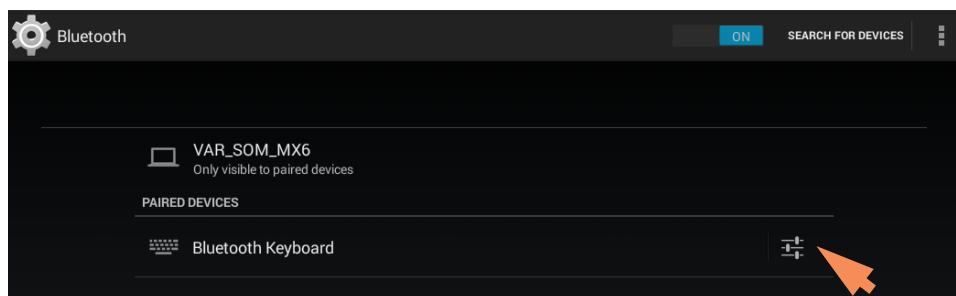 Bluetooth
ON
SEARCH FOR DEVICES
VAR_SOM_MX6
Only visible to paired devices
PAIRED DEVICES
Bluetooth Keyboard